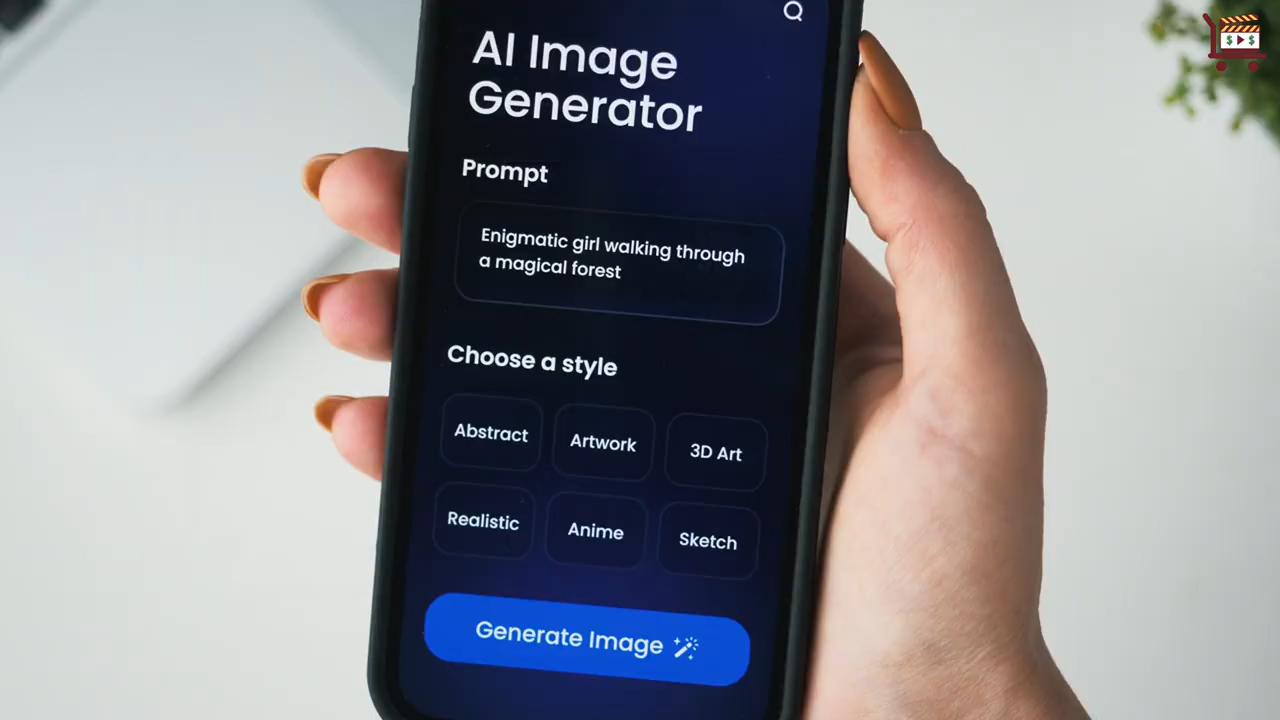 AI Image
Generator
Prompt
Enigmatic girl walking through
a magical forest
Choose a style
Abstract
Artwork
3D Art
Realistic
Anime
Sketch
Generate Image
$ $